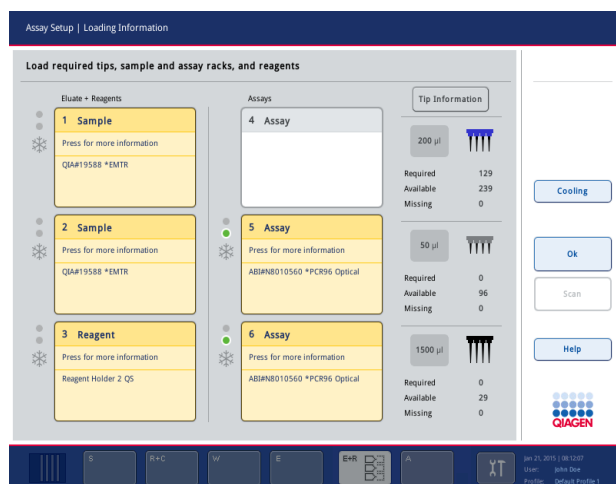 Assay Setup | Loading Information
Load required tips, sample and assay racks, and reagents
Eluate + Reagents
Assays
Tip Information
1 Sample
Press for more information
QIA#19588 *EMTR
4 Assay
200 µl
Required 129
Available 239
Missing 0
Cooling
2 Sample
Press for more information
QIA#19588 *EMTR
5 Assay
Press for more information
ABI#N8010560 *PCR96 Optical
50 µl
Required 0
Available 96
Missing 0
Ok
Scan
3 Reagent
Press for more information
Reagent Holder 2 QS
6 Assay
Press for more information
ABI#N8010560 *PCR96 Optical
1500 µl
Required 0
Available 29
Missing 0
Help
QIAGEN
S
R+C
W
E
E+R
A
Jan 21, 2015 | 08:12:07
User: John Doe
Profile: Default Profile 1